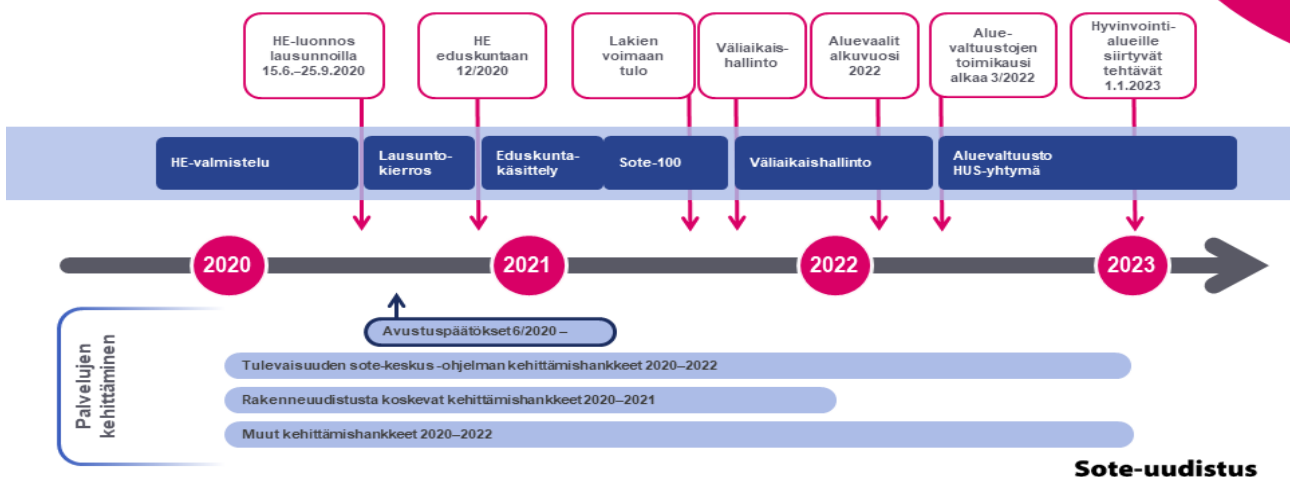 HE-luonnos
lausunnoilla
15.6.–25.9.2020
HE
eduskuntaan
12/2020
Lakien
voimaan
tulo
Väliaikais-
hallinto
Aluevaalit
alkuvuosi
2022
Alue-
valtuustojen
toimikausi
alkaa 3/2022
Hyvinvointi-
alueille
siirtyvät
tehtävät
1.1.2023
HE-valmistelu
Lausunto-
kierros
Eduskunta-
käsittely
Sote-100
Väliaikaishallinto
Aluevaltuusto
HUS-yhtymä
2020
2021
2022
2023
Palvelujen
kehittäminen
Avustuspäätökset 6/2020 –
Tulevaisuuden sote-keskus -ohjelman kehittämishankkeet 2020–2022
Rakenneuudistusta koskevat kehittämishankkeet 2020–2021
Muut kehittämishankkeet 2020–2022
Sote-uudistus